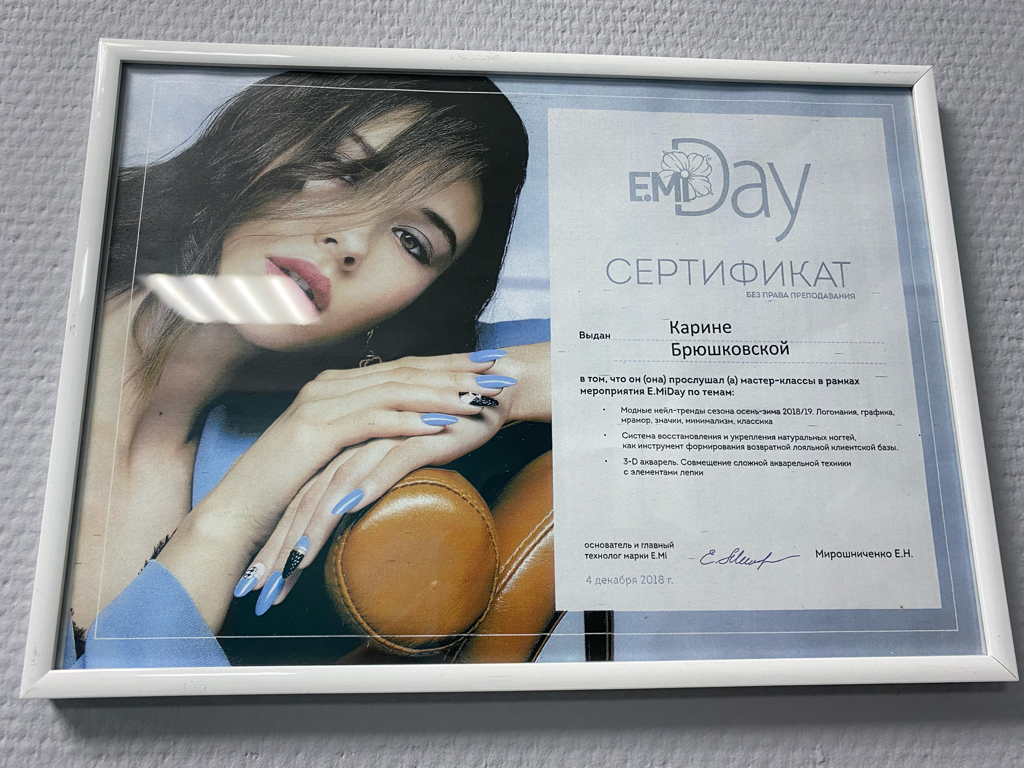 E.Mi Day
СЕРТИФИКАТ
БЕЗ ПРАВА ПРЕПОДАВАНИЯ
Выдан Карине
Брюшковской
в том, что он (она) прослушал (а) мастер-классы в рамках
мероприятия E.MiDay по темам:
• Модные нейл-тренды сезона осень-зима 2018/19. Логомания, графика,
мрамор, значки, минимализм, классика
• Система восстановления и укрепления натуральных ногтей,
как инструмент формирования возвратной лояльной клиентской базы.
• 3-D акварель. Совмещение сложной акварельной техники
с элементами лепки
основатель и главный
технолог марки E.Mi
Мирошниченко Е.Н.
4 декабря 2018 г.